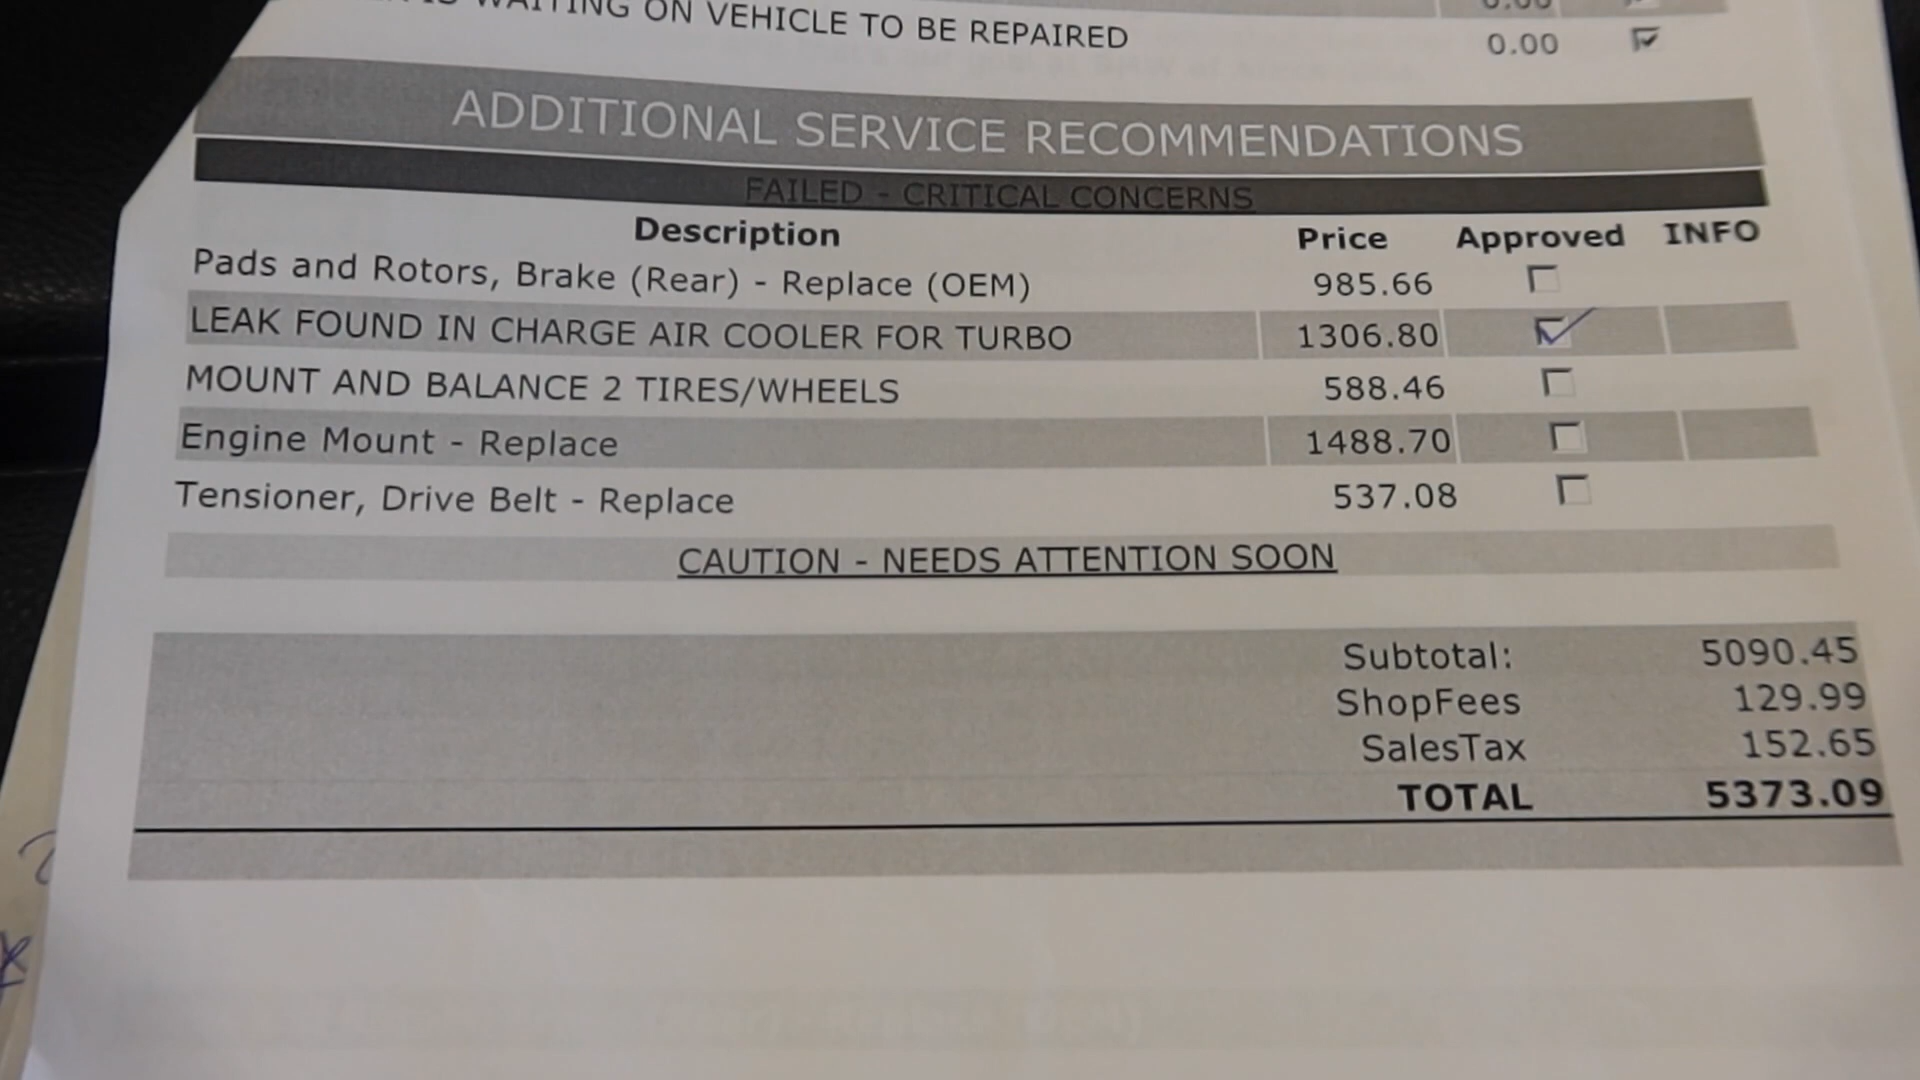 WAITING ON VEHICLE TO BE REPAIRED 0.00
ADDITIONAL SERVICE RECOMMENDATIONS
FAILED - CRITICAL CONCERNS
Description Price Approved INFO
Pads and Rotors, Brake (Rear) - Replace (OEM) 985.66
LEAK FOUND IN CHARGE AIR COOLER FOR TURBO 1306.80
MOUNT AND BALANCE 2 TIRES/WHEELS 588.46
Engine Mount - Replace 1488.70
Tensioner, Drive Belt - Replace 537.08
CAUTION - NEEDS ATTENTION SOON
Subtotal: 5090.45
ShopFees 129.99
SalesTax 152.65
TOTAL 5373.09